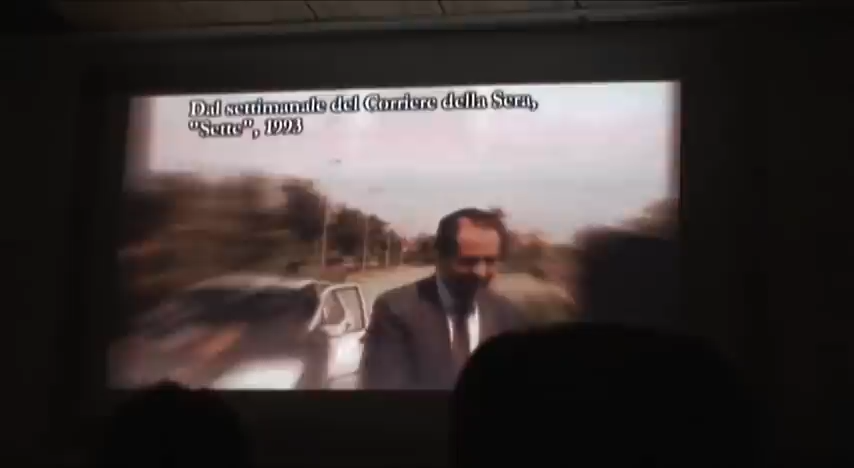 Dal settimanale del Corriere della Sera,
"Sette", 1993